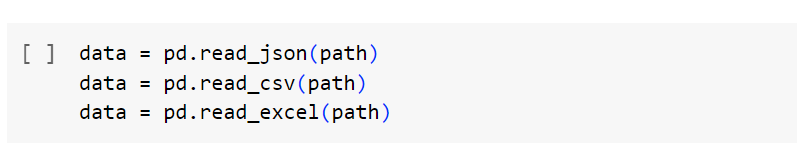 [ ] data = pd.read_json(path)
data = pd.read_csv(path)
data = pd.read_excel(path)